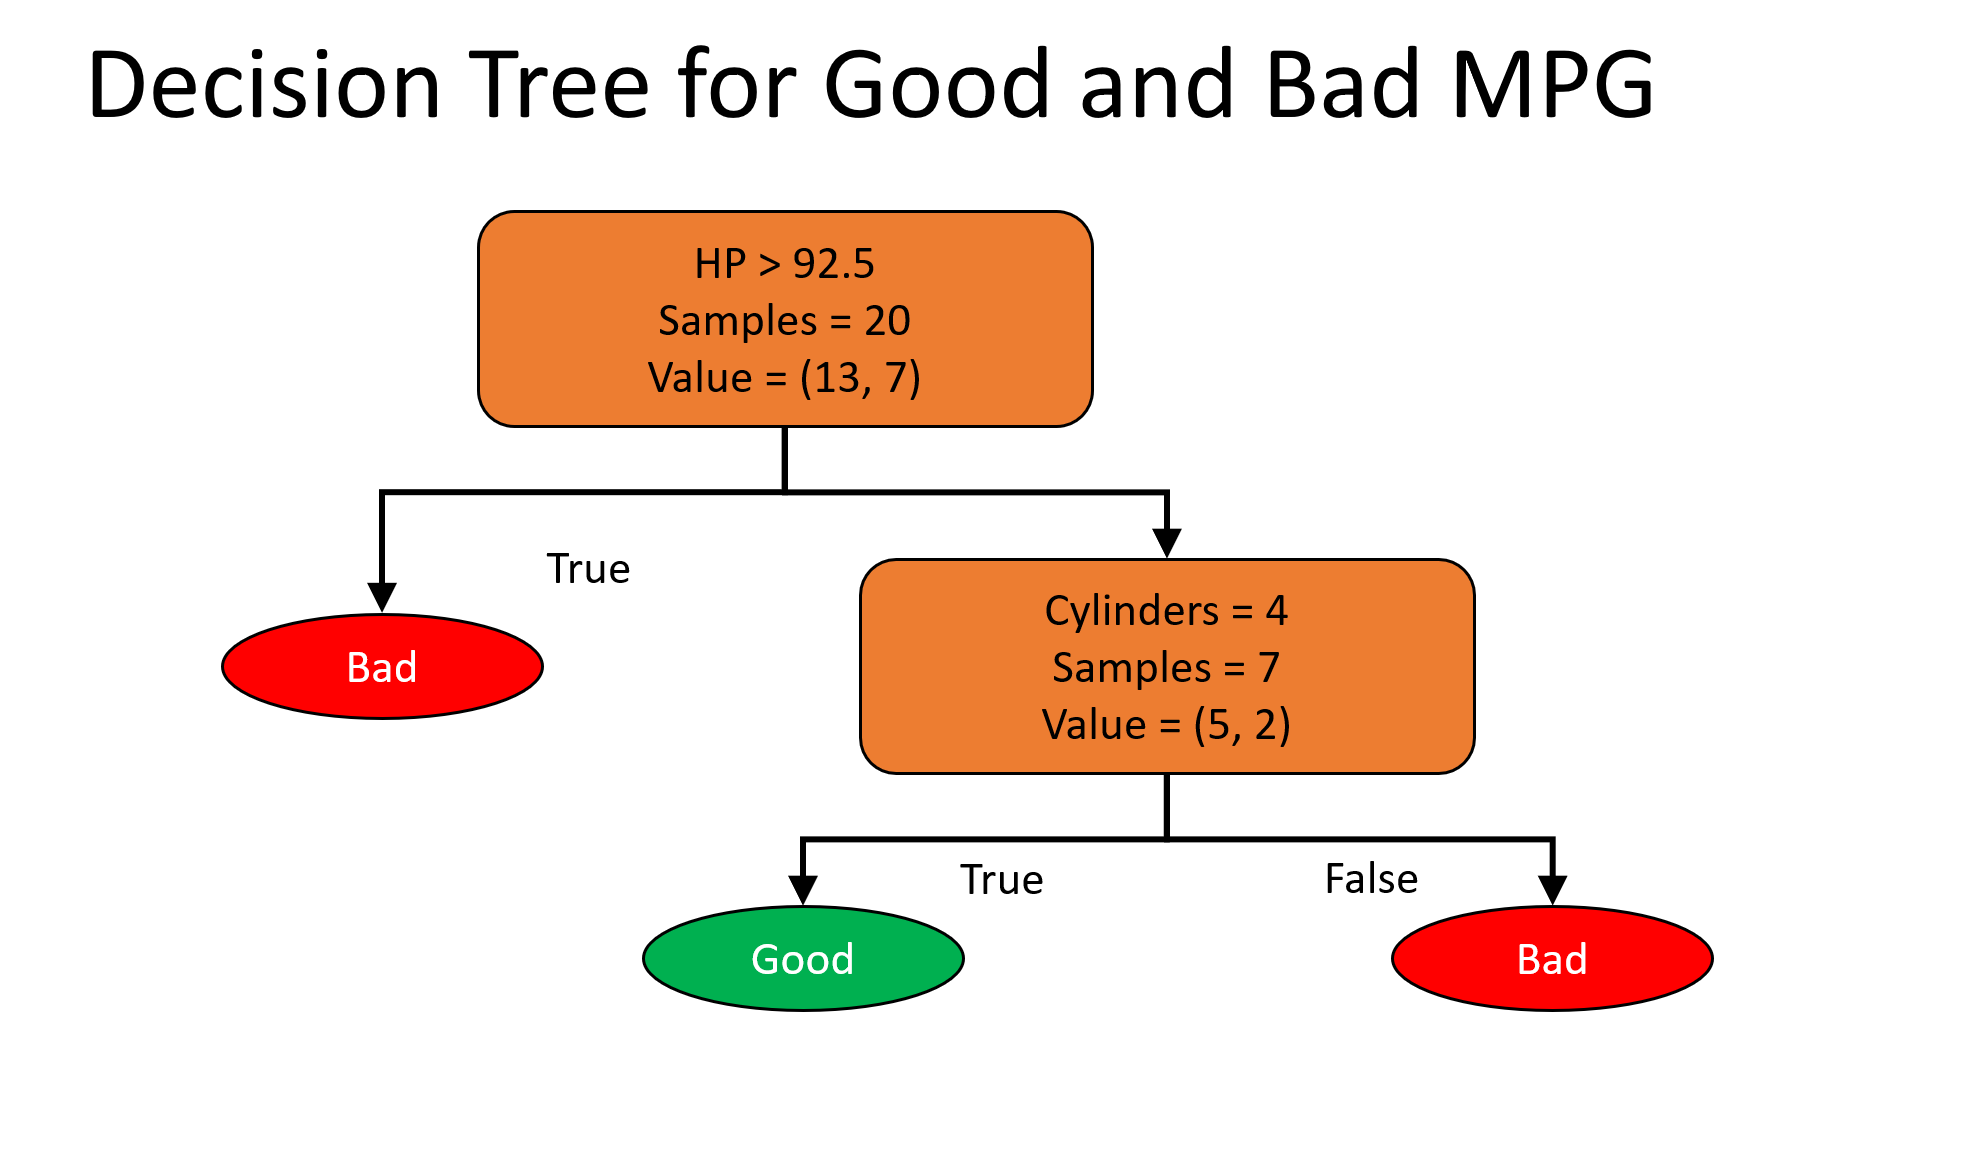 Decision Tree for Good and Bad MPG
HP > 92.5
Samples = 20
Value = (13, 7)
True
Bad
Cylinders = 4
Samples = 7
Value = (5, 2)
True
False
Good
Bad